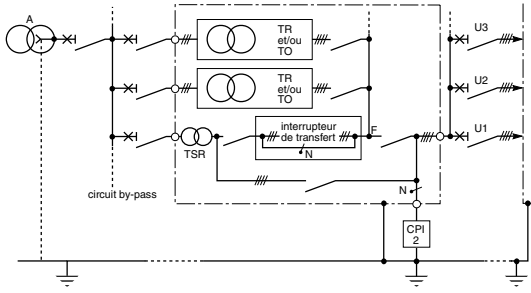 A
TR
et/ou
TO
U3
TR
et/ou
TO
U2
interrupteur
de transfert
F
U1
N
TSR
circuit by-pass
N
CPI
2